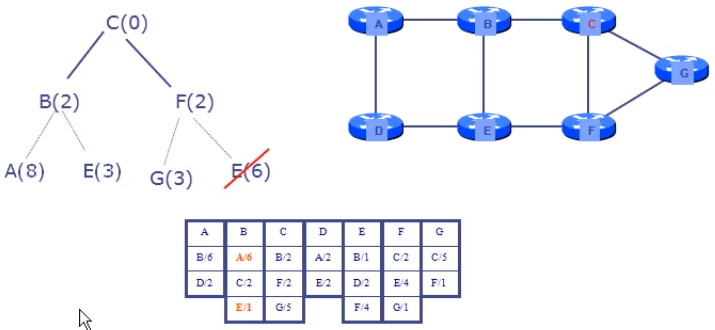 C(0)
B(2) F(2)
A(8) E(3) G(3) E(6)
A B C
D E F
G
A B C D E F G
B/6 A/6 B/2 A/2 B/1 C/2 C/5
D/2 C/2 F/2 E/2 D/2 E/4 F/1
E/1 G/5 F/4 G/1